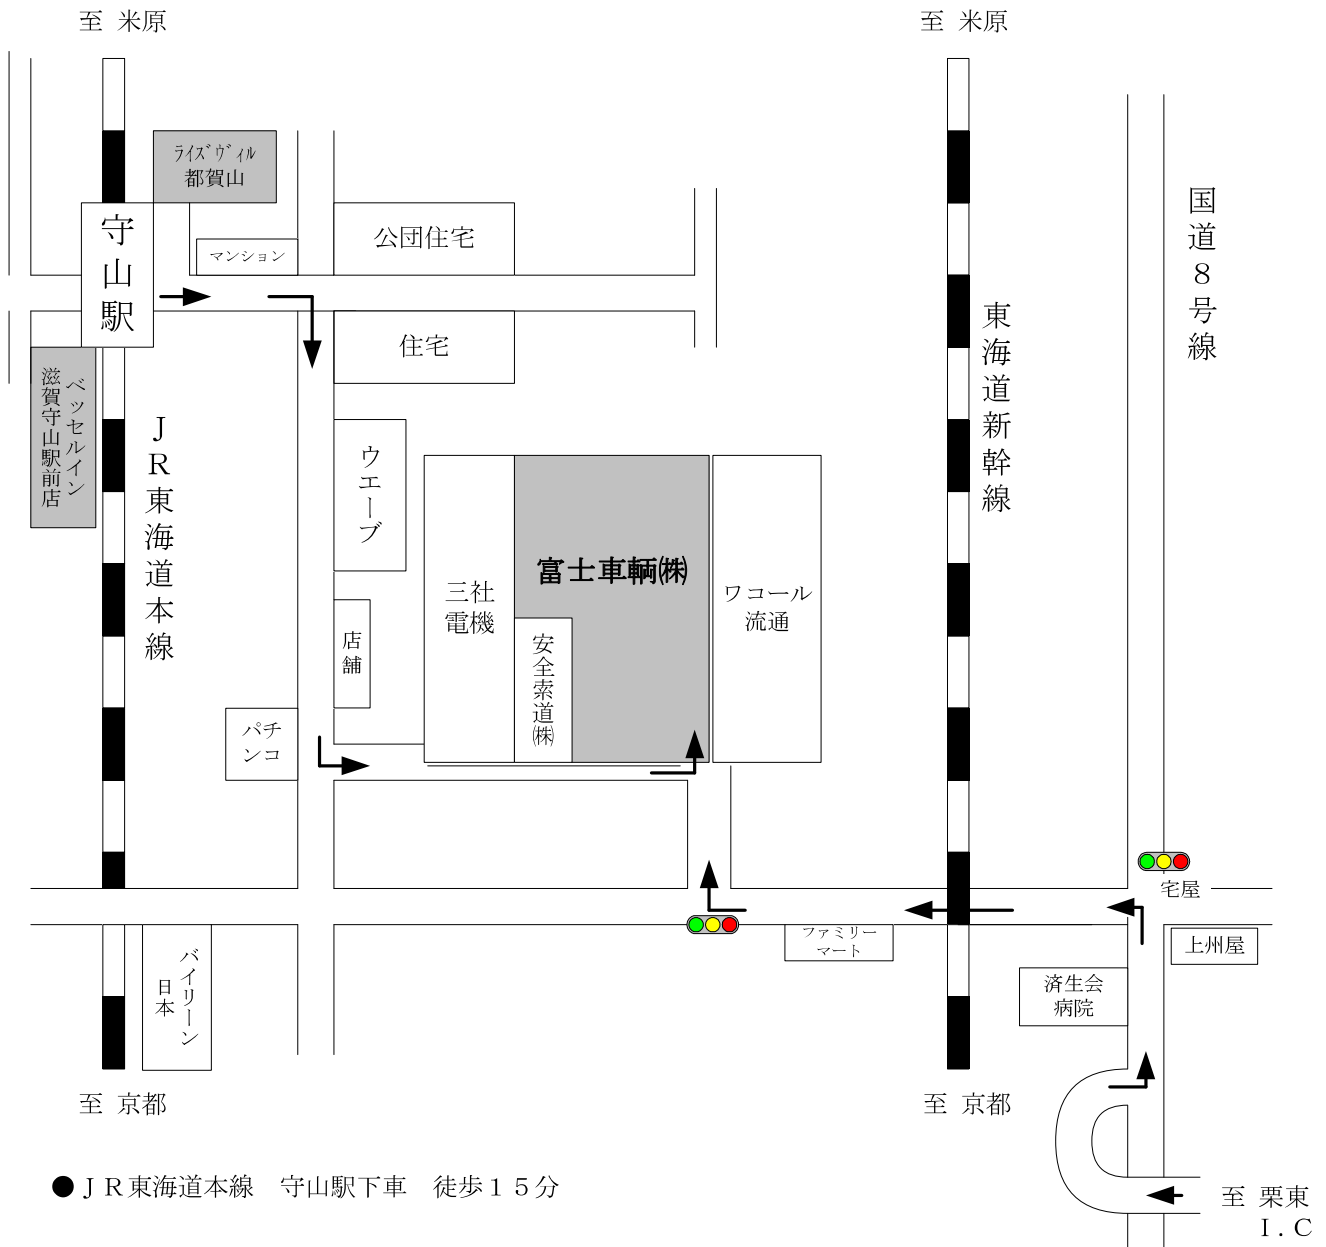 至 米原
至 米原
ライズヴィル
都賀山
守山駅
マンション
公団住宅
住宅
国道８号線
東海道新幹線
ベッセルイン
滋賀守山駅前店
ＪＲ東海道本線
ウエーブ
店舗
三社
電機
富士車輌㈱
安全索道㈱
ワコール
流通
パチ
ンコ
宅屋
ファミリー
マート
上州屋
済生会
病院
バイリーン
日本
至 京都
至 京都
●ＪＲ東海道本線　守山駅下車　徒歩１５分
至 栗東
Ｉ.Ｃ